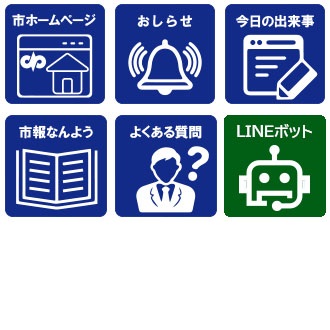 市ホームページ
おしらせ
今日の出来事
市報なんよう
よくある質問
LINEボット